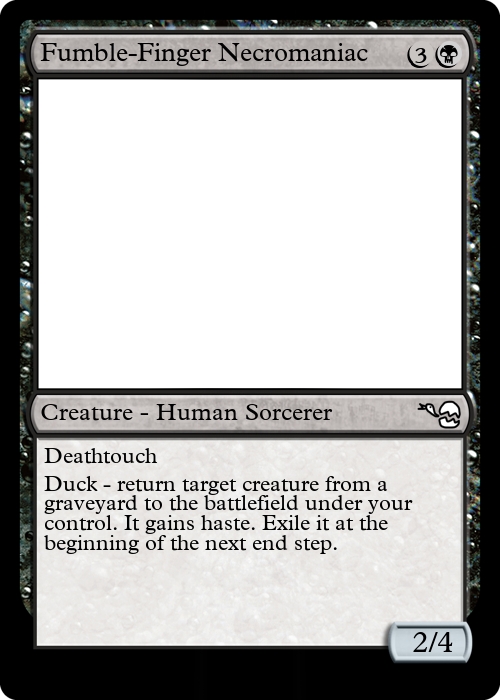 Fumble-Finger Necromaniac 3
Creature - Human Sorcerer
Deathtouch
Duck - return target creature from a
graveyard to the battlefield under your
control. It gains haste. Exile it at the
beginning of the next end step.
2/4